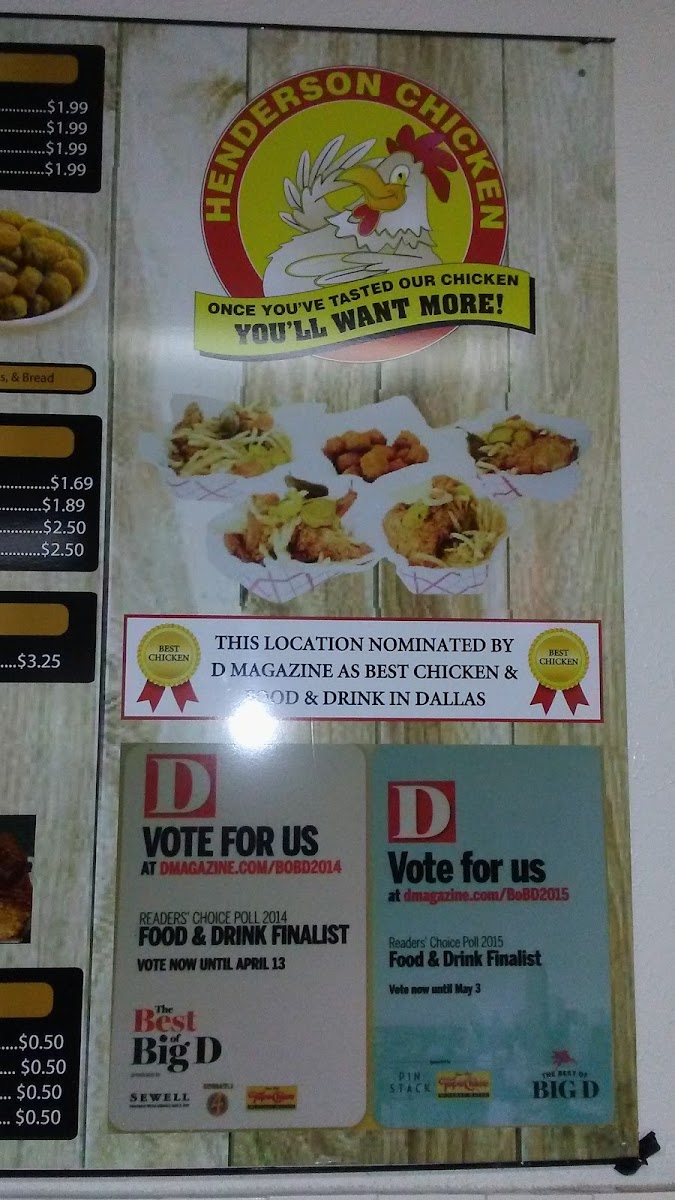 .............$1.99
.............$1.99
.............$1.99
.............$1.99
s, & Bread
.............$1.69
.............$1.89
.............$2.50
.............$2.50
....$3.25
.....$0.50
.... $0.50
.... $0.50
... $0.50
HENDERSON CHICKEN
ONCE YOU'VE TASTED OUR CHICKEN
YOU'LL WANT MORE!
BEST
CHICKEN
THIS LOCATION NOMINATED BY
D MAGAZINE AS BEST CHICKEN &
FOOD & DRINK IN DALLAS
BEST
CHICKEN
D
VOTE FOR US
AT DMAGAZINE.COM/BOBD2014
READERS' CHOICE POLL 2014
FOOD & DRINK FINALIST
VOTE NOW UNTIL APRIL 13
The
Best
of
Big D
SEWELL
D
Vote for us
at dmagazine.com/BoBD2015
Readers' Choice Poll 2015
Food & Drink Finalist
Vote now until May 3
PIN
STACK
THE BEST OF
BIG D